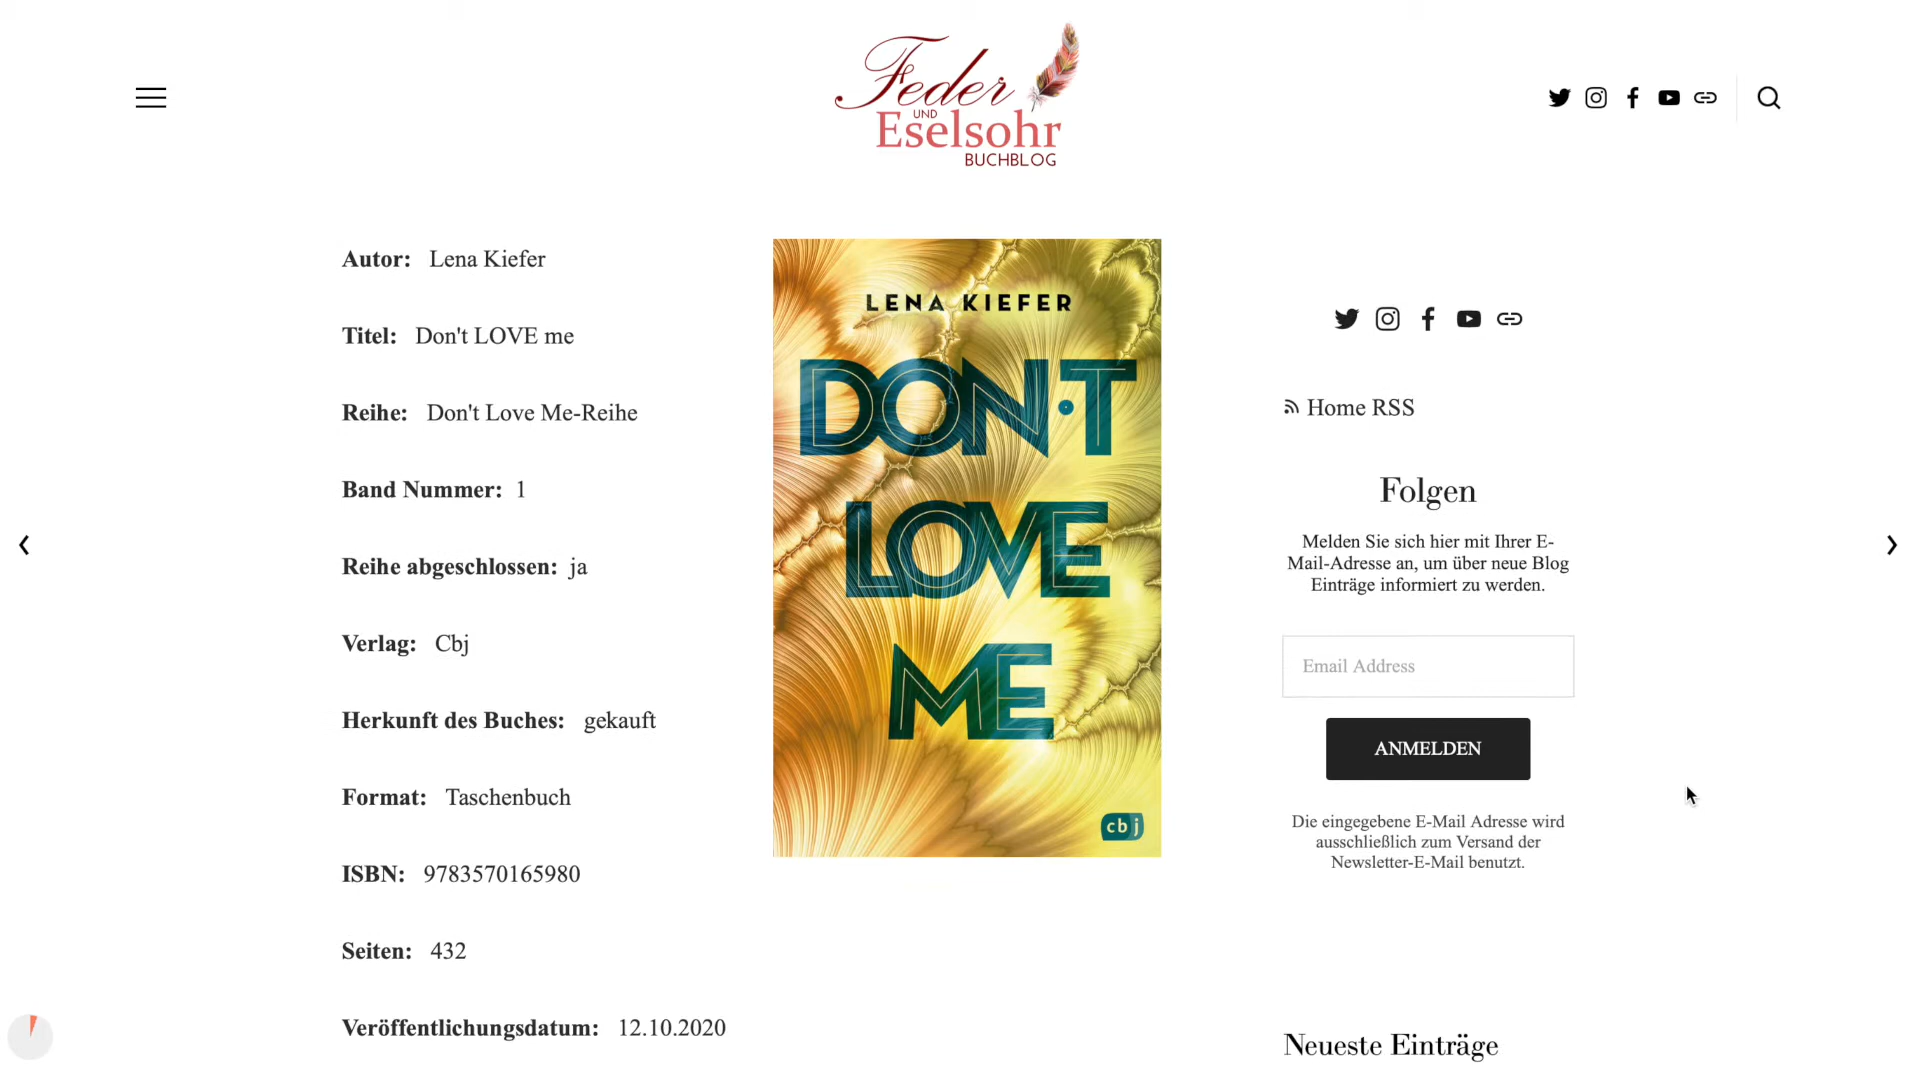 Feder
UND
Eselsohr
BUCHBLOG
Autor: Lena Kiefer
Titel: Don't LOVE me
Reihe: Don't Love Me-Reihe
Band Nummer: 1
Reihe abgeschlossen: ja
Verlag: Cbj
Herkunft des Buches: gekauft
Format: Taschenbuch
ISBN: 9783570165980
Seiten: 432
Veröffentlichungsdatum: 12.10.2020
LENA KIEFER
DON'T
LOVE
ME
cbj
Home RSS
Folgen
Melden Sie sich hier mit Ihrer E-
Mail-Adresse an, um über neue Blog
Einträge informiert zu werden.
Email Address
ANMELDEN
Die eingegebene E-Mail Adresse wird
ausschließlich zum Versand der
Newsletter-E-Mail benutzt.
Neueste Einträge